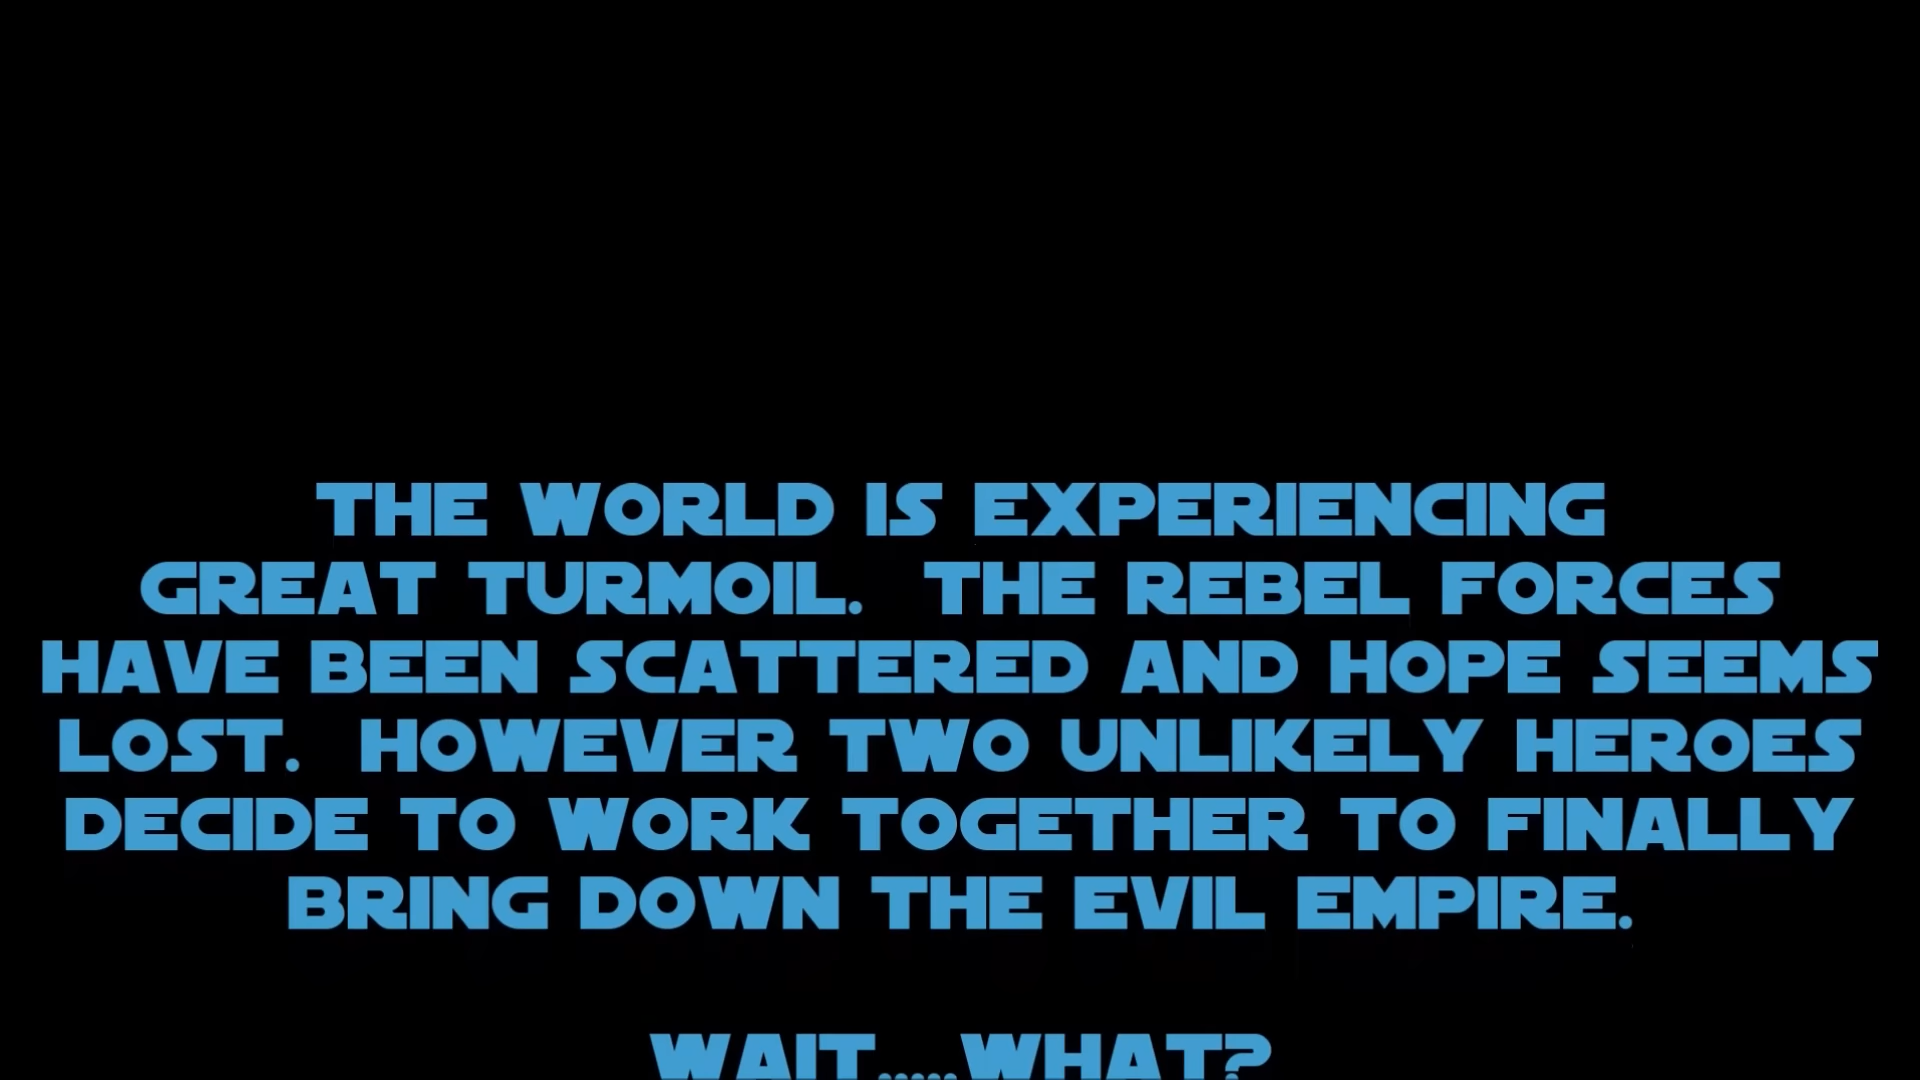 THE WORLD IS EXPERIENCING
GREAT TURMOIL. THE REBEL FORCES
HAVE BEEN SCATTERED AND HOPE SEEMS
LOST. HOWEVER TWO UNLIKELY HEROES
DECIDE TO WORK TOGETHER TO FINALLY
BRING DOWN THE EVIL EMPIRE.
WAIT.....WHAT?